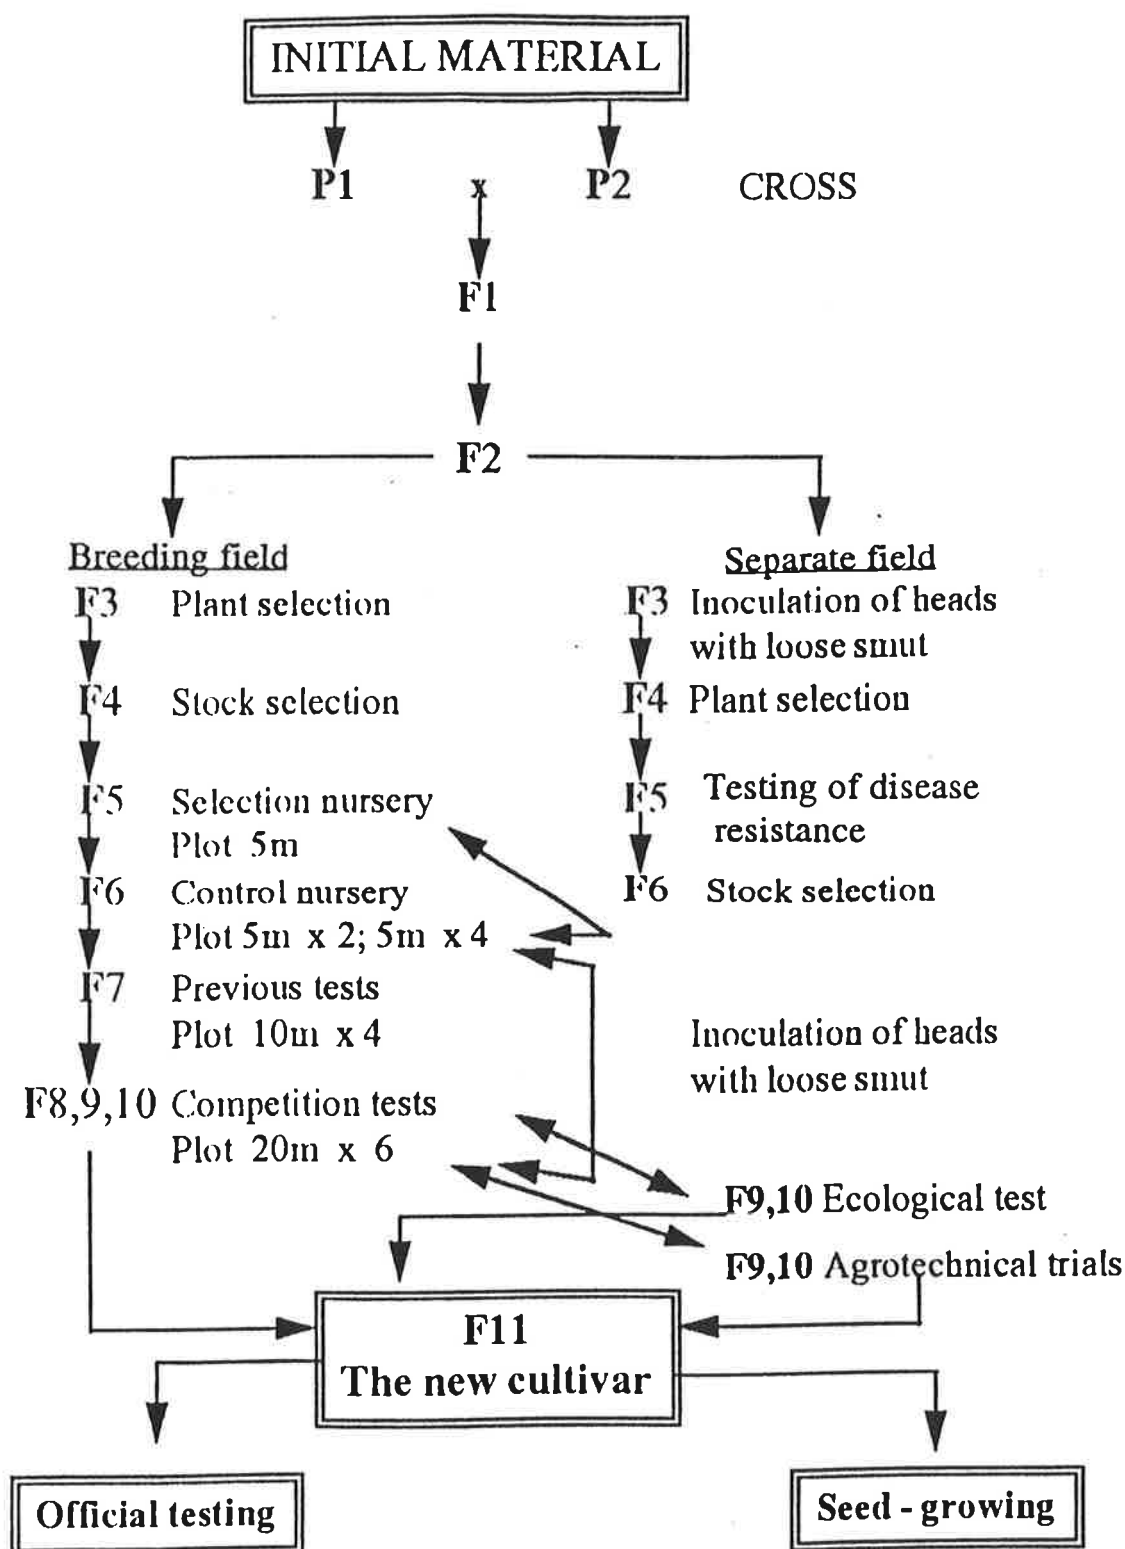 INITIAL MATERIAL
P1 x P2 CROSS
F1
F2
Breeding field
F3 Plant selection
F4 Stock selection
F5 Selection nursery
Plot 5m
F6 Control nursery
Plot 5m x 2; 5m x 4
F7 Previous tests
Plot 10m x 4
F8,9,10 Competition tests
Plot 20m x 6
Separate field
F3 Inoculation of heads
with loose smut
F4 Plant selection
F5 Testing of disease
resistance
F6 Stock selection
Inoculation of heads
with loose smut
F9,10 Ecological test
F9,10 Agrotechnical trials
F11
The new cultivar
Official testing
Seed - growing